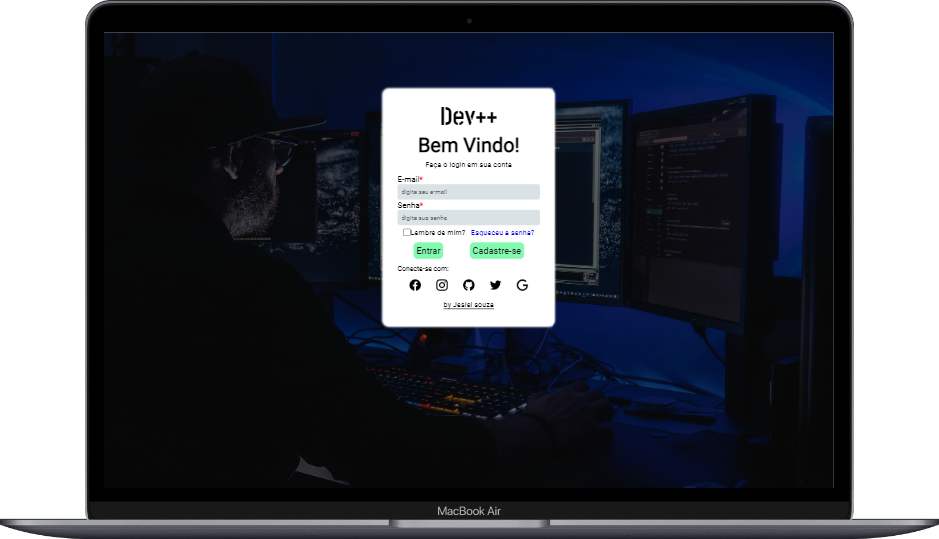 Dev++
Bem Vindo!
Faça o login em sua conta
E-mail*
digite seu e-mail
Senha*
digite sua senha
Lembre de mim? Esqueceu a senha?
Entrar Cadastre-se
Conecte-se com:
by Jesiel souza
MacBook Air